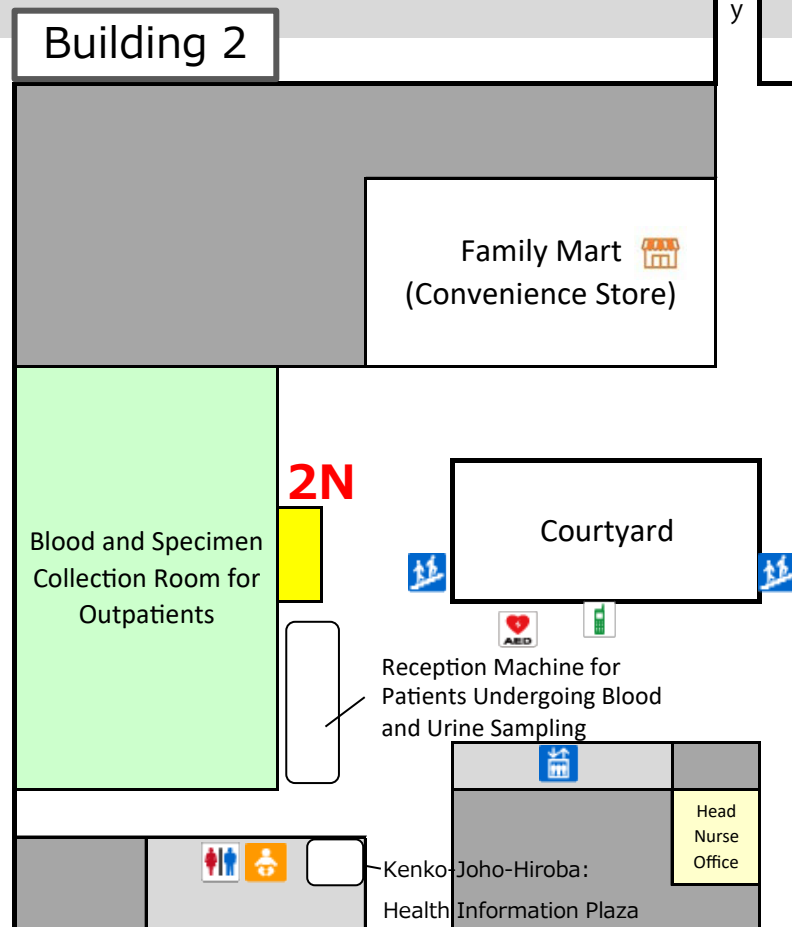 y
Building 2
Family Mart
(Convenience Store)
2N
Courtyard
Blood and Specimen
Collection Room for
Outpatients
AED
Reception Machine for
Patients Undergoing Blood
and Urine Sampling
Head
Nurse
Office
Kenko-Joho-Hiroba:
Health Information Plaza